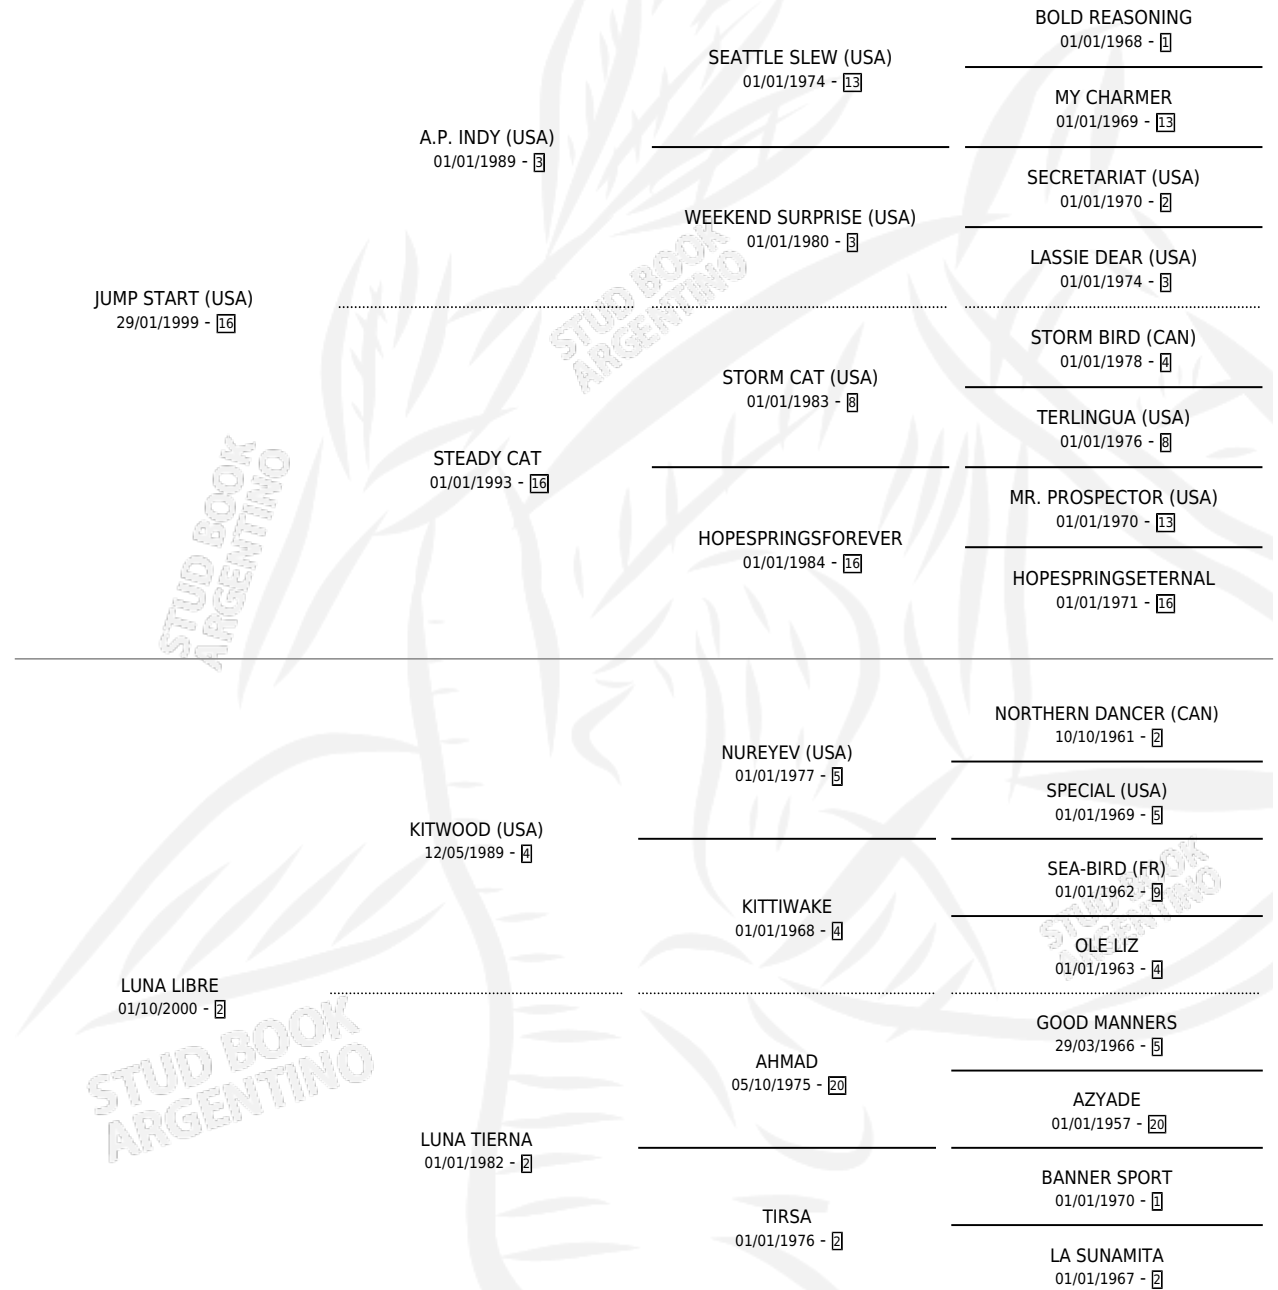 JUMP START (USA)
29/01/1999 - 16
A.P. INDY (USA)
01/01/1989 - 3
SEATTLE SLEW (USA)
01/01/1974 - 13
BOLD REASONING
01/01/1968 - 1
MY CHARMER
01/01/1969 - 13
WEEKEND SURPRISE (USA)
01/01/1980 - 3
SECRETARIAT (USA)
01/01/1970 - 2
LASSIE DEAR (USA)
01/01/1974 - 3
STEADY CAT
01/01/1993 - 16
STORM CAT (USA)
01/01/1983 - 8
STORM BIRD (CAN)
01/01/1978 - 4
TERLINGUA (USA)
01/01/1976 - 8
HOPESPRINGSFOREVER
01/01/1984 - 16
MR. PROSPECTOR (USA)
01/01/1970 - 13
HOPESPRINGSETERNAL
01/01/1971 - 16
LUNA LIBRE
01/10/2000 - 2
KITWOOD (USA)
12/05/1989 - 4
NUREYEV (USA)
01/01/1977 - 5
NORTHERN DANCER (CAN)
10/10/1961 - 2
SPECIAL (USA)
01/01/1969 - 5
KITTIWAKE
01/01/1968 - 4
SEA-BIRD (FR)
01/01/1962 - 9
OLE LIZ
01/01/1963 - 4
LUNA TIERNA
01/01/1982 - 2
AHMAD
05/10/1975 - 20
GOOD MANNERS
29/03/1966 - 5
AZYADE
01/01/1957 - 20
TIRSA
01/01/1976 - 2
BANNER SPORT
01/01/1970 - 1
LA SUNAMITA
01/01/1967 - 2
STUD BOOK
ARGENTINO
STUD BOOK
ARGENTINO
STUD BOOK
ARGENTINO
STUD BOOK
ARGENTINO